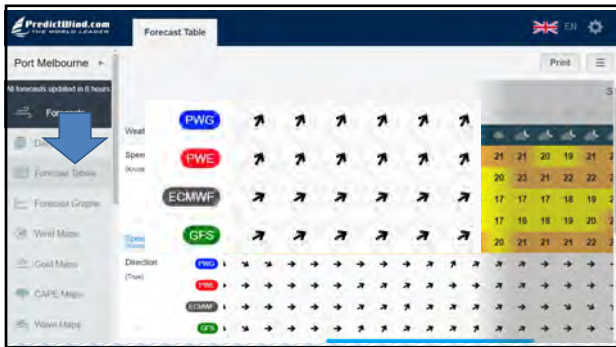 PredictWind.com
THE WORLD LEADER
Forecast Table
EN
Port Melbourne
Print
All forecasts updated in 6 hours
Forecasts
Forecast Tables
Forecast Graphs
Wind Maps
Gust Maps
CAPE Maps
Wave Maps
PWG
PWE
ECMWF
GFS
21 21 20 19 21
20 23 21 22 22
17 17 17 18 19
17 16 18 19 20
20 21 21 21 22
Direction
(True)
PWG
PWE
ECMWF
GFS